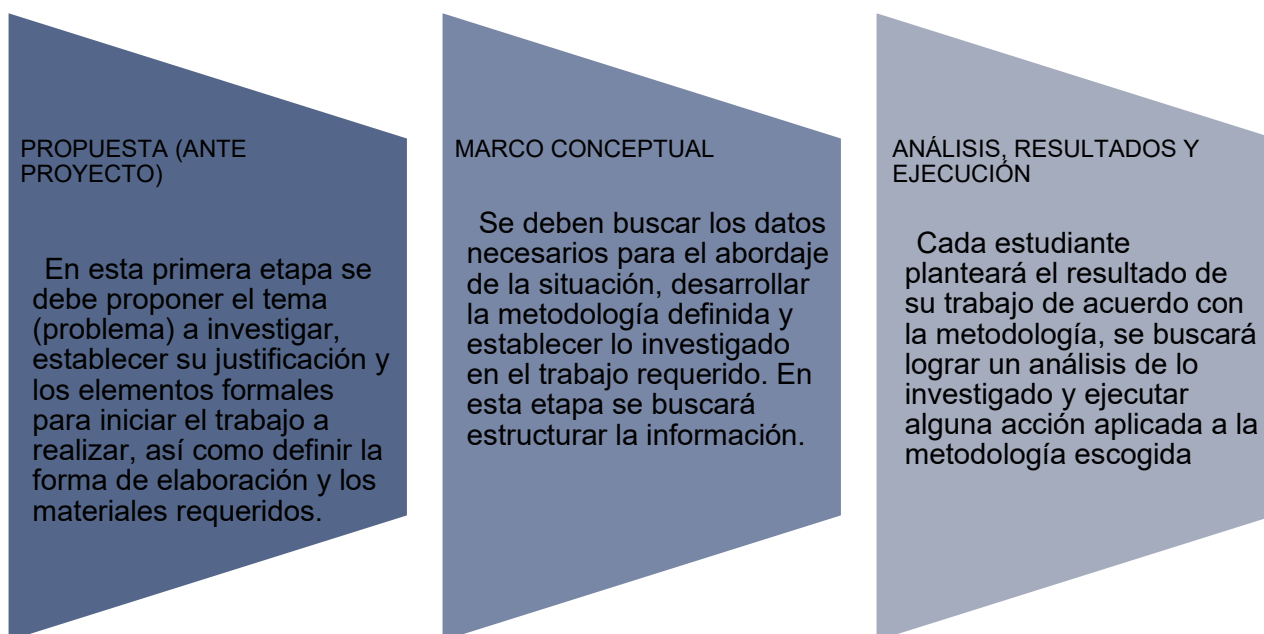 PROPUESTA (ANTE
PROYECTO)
En esta primera etapa se
debe proponer el tema
(problema) a investigar,
establecer su justificación y
los elementos formales
para iniciar el trabajo a
realizar, así como definir la
forma de elaboración y los
materiales requeridos.
MARCO CONCEPTUAL
Se deben buscar los datos
necesarios para el abordaje
de la situación, desarrollar
la metodología definida y
establecer lo investigado
en el trabajo requerido. En
esta etapa se buscará
estructurar la información.
ANÁLISIS, RESULTADOS Y
EJECUCIÓN
Cada estudiante
planteará el resultado de
su trabajo de acuerdo con
la metodología, se buscará
lograr un análisis de lo
investigado y ejecutar
alguna acción aplicada a la
metodología escogida